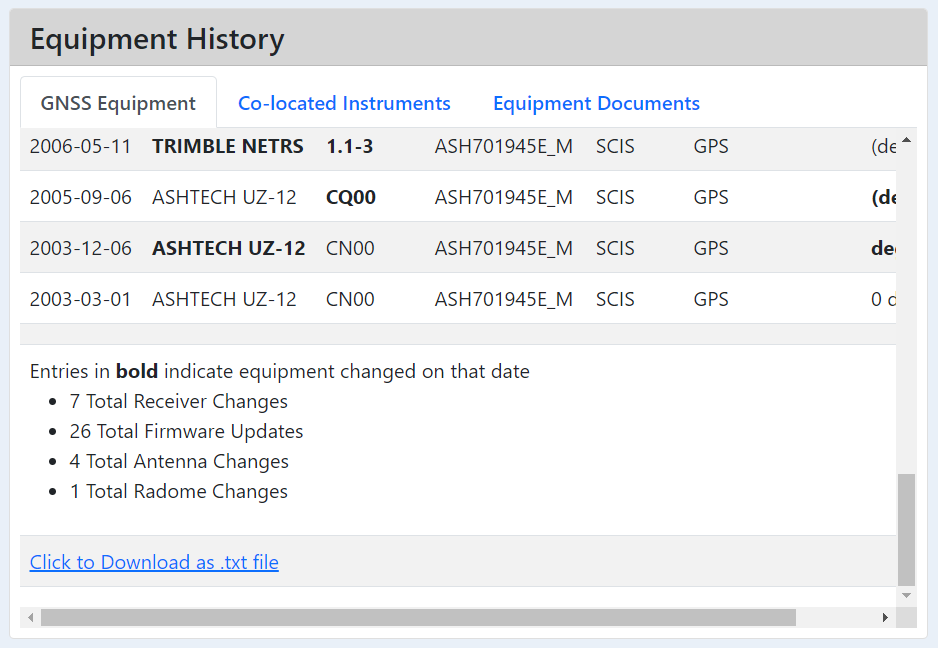 Equipment History
GNSS Equipment Co-located Instruments Equipment Documents
2006-05-11 TRIMBLE NETRS 1.1-3 ASH701945E_M SCIS GPS (de
2005-09-06 ASHTECH UZ-12 CQ00 ASH701945E_M SCIS GPS (de
2003-12-06 ASHTECH UZ-12 CN00 ASH701945E_M SCIS GPS de
2003-03-01 ASHTECH UZ-12 CN00 ASH701945E_M SCIS GPS 0 d
Entries in bold indicate equipment changed on that date
• 7 Total Receiver Changes
• 26 Total Firmware Updates
• 4 Total Antenna Changes
• 1 Total Radome Changes
Click to Download as .txt file